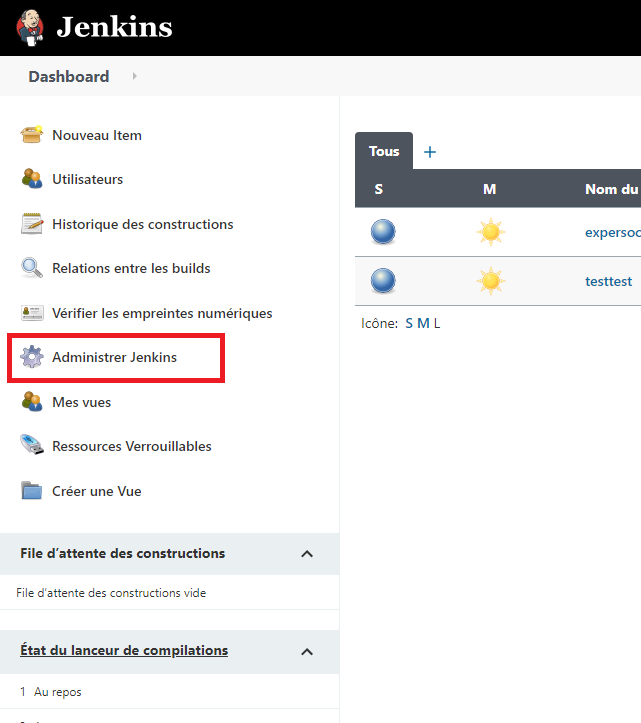 Jenkins
Dashboard
Nouveau Item
Utilisateurs
Historique des constructions
Relations entre les builds
Vérifier les empreintes numériques
Administrer Jenkins
Mes vues
Ressources Verrouillables
Créer une Vue
File d'attente des constructions
File d'attente des constructions vide
État du lanceur de compilations
1 Au repos
Tous +
S M Nom du
expersoc
testtest
Icône: S M L